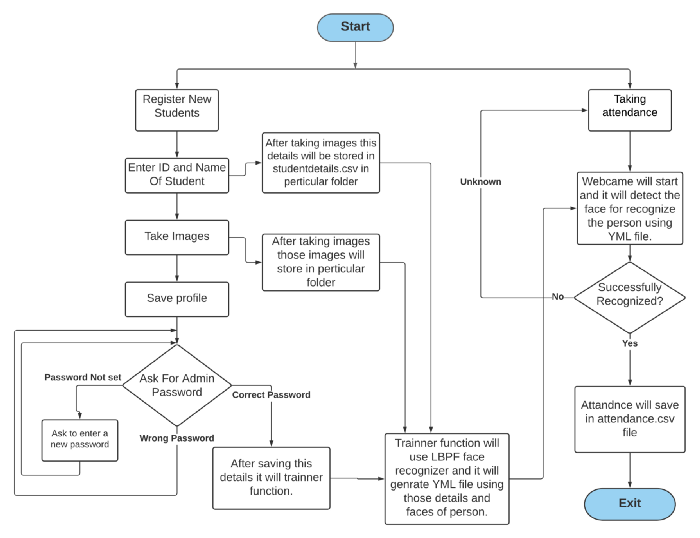 Start
Register New
Students
Enter ID and Name
Of Student
After taking images this
details will be stored in
studentdetails.csv in
perticular folder
Take Images
After taking images
those images will
store in perticular
folder
Save profile
Ask For Admin
Password
Password Not set
Ask to enter a
new password
Wrong Password
Correct Password
After saving this
details it will trainner
function.
Trainner function will
use LBPF face
recognizer and it will
genrate YML file using
those details and
faces of person.
Taking
attendance
Unknown
Webcame will start
and it will detect the
face for recognize
the person using
YML file.
Successfully
Recognized?
No
Yes
Attandnce will save
in attendance.csv
file
Exit